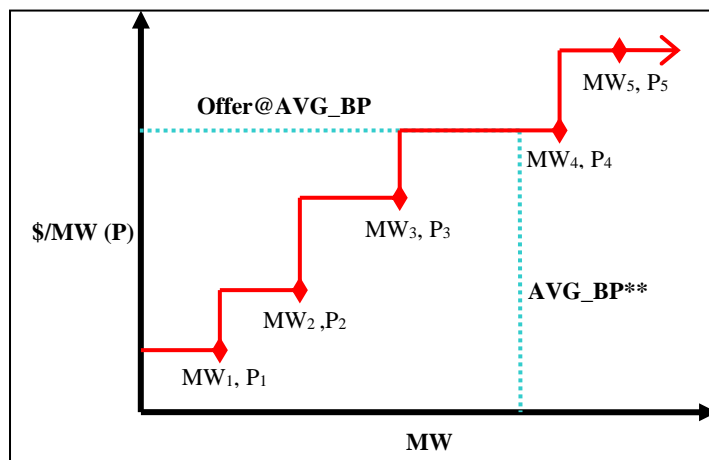 MW₅, P₅
Offer@AVG_BP
MW₄, P₄
$/MW (P)
MW₃, P₃
AVG_BP**
MW₂ ,P₂
MW₁, P₁
MW